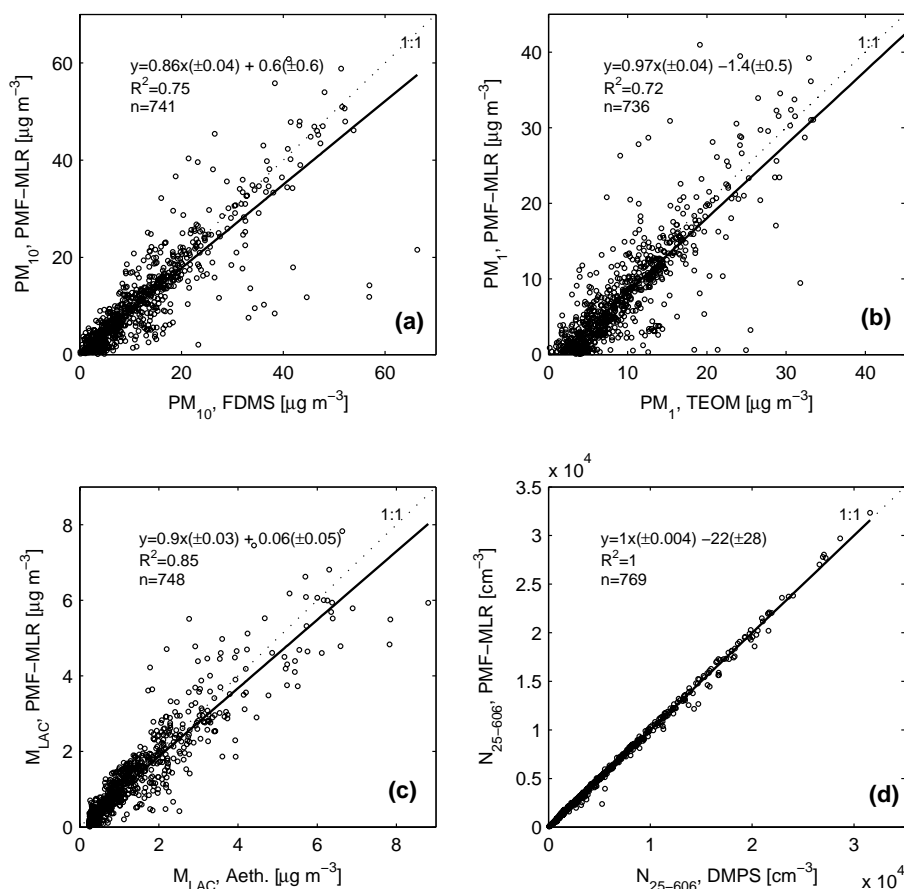 1:1
y=0.86x(±0.04) + 0.6(±0.6)
R²=0.75
n=741
60
40
20
0
PM₁₀, PMF−MLR [µg m⁻³]
(a)
0 20 40 60
PM₁₀, FDMS [µg m⁻³]
1:1
y=0.97x(±0.04) −1.4(±0.5)
R²=0.72
n=736
40
30
20
10
0
PM₁, PMF−MLR [µg m⁻³]
(b)
0 10 20 30 40
PM₁, TEOM [µg m⁻³]
1:1
y=0.9x(±0.03) + 0.06(±0.05)
R²=0.85
n=748
8
6
4
2
0
M_LAC, PMF−MLR [µg m⁻³]
(c)
0 2 4 6 8
M_LAC, Aeth. [µg m⁻³]
x 10⁴
1:1
y=1x(±0.004) −22(±28)
R²=1
n=769
3.5
3
2.5
2
1.5
1
0.5
0
N₂₅₋₆₀₆, PMF−MLR [cm⁻³]
(d)
0 1 2 3
N₂₅₋₆₀₆, DMPS [cm⁻³]
x 10⁴